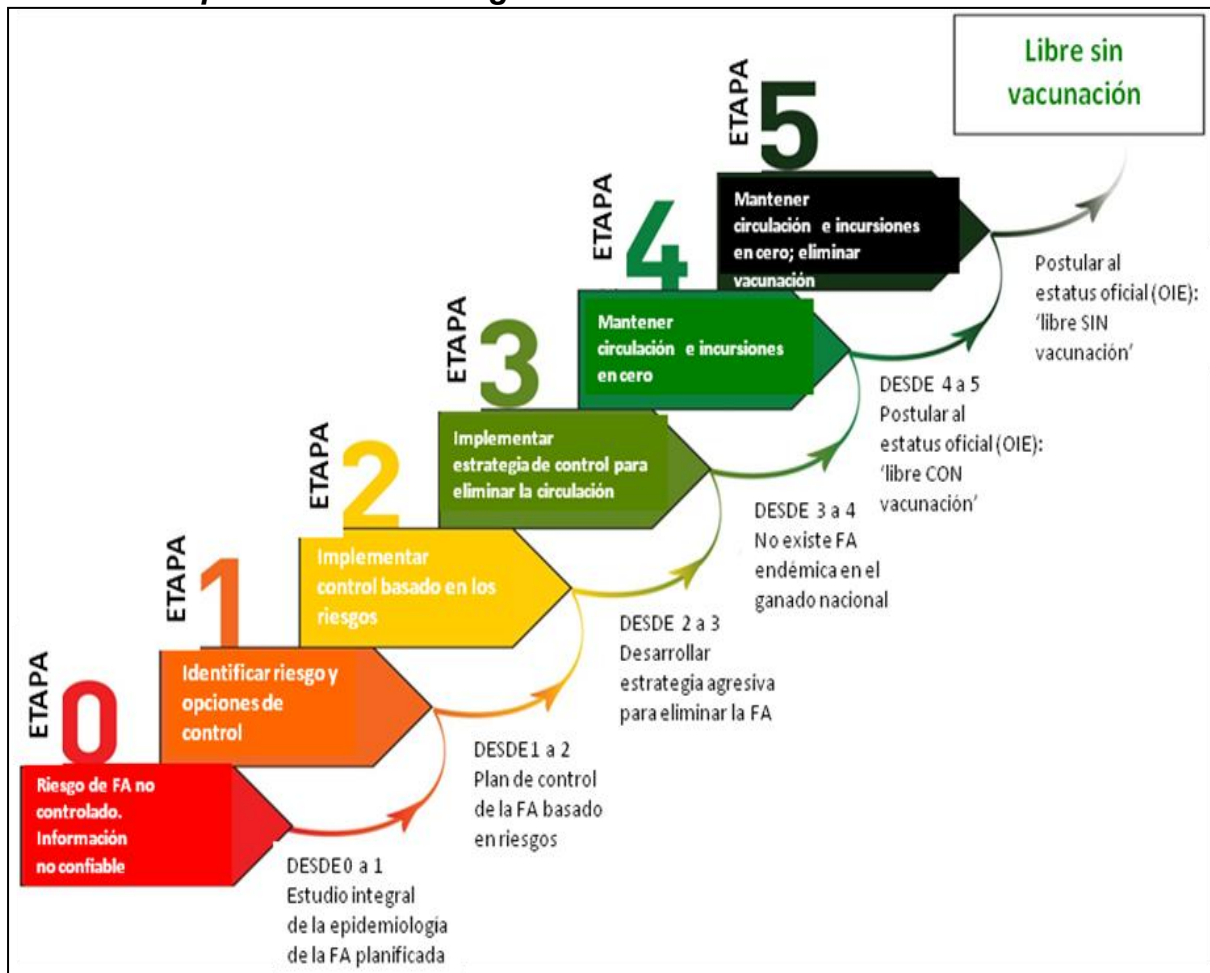 Libre sin
vacunación
ETAPA
5
Mantener
circulación e incursiones
en cero; eliminar
vacunación
Postular al
estatus oficial (OIE):
‘libre SIN
vacunación’
ETAPA
4
Mantener
circulación e incursiones
en cero
DESDE 4 a 5
Postular al
estatus oficial (OIE):
‘libre CON
vacunación’
ETAPA
3
Implementar
estrategia de control para
eliminar la circulación
DESDE 3 a 4
No existe FA
endémica en el
ganado nacional
ETAPA
2
Implementar
control basado en los
riesgos
DESDE 2 a 3
Desarrollar
estrategia agresiva
para eliminar la FA
ETAPA
1
Identificar riesgo y
opciones de
control
DESDE 1 a 2
Plan de control
de la FA basado
en riesgos
ETAPA
0
Riesgo de FA no
controlado.
Información
no confiable
DESDE 0 a 1
Estudio integral
de la epidemiología
de la FA planificada